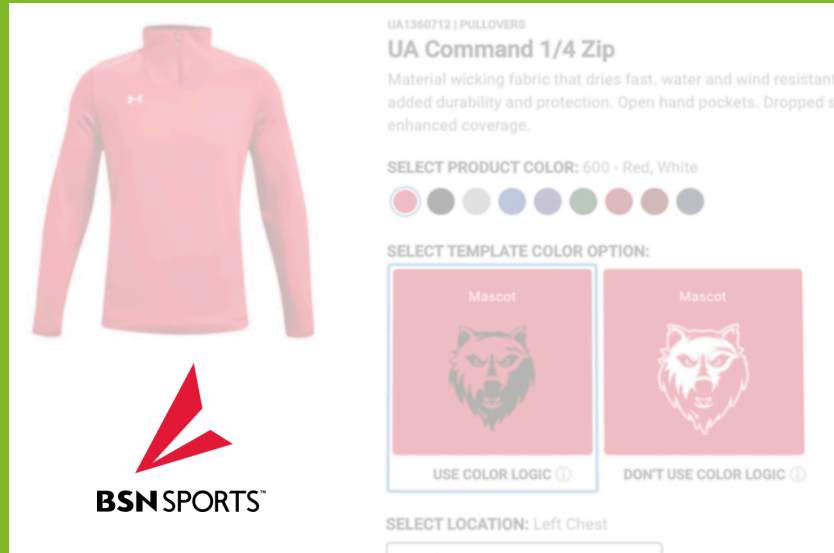 UA1360712 | PULLOVERS
UA Command 1/4 Zip
Material wicking fabric that dries fast. water and wind resistant
added durability and protection. Open hand pockets. Dropped s
enhanced coverage.
SELECT PRODUCT COLOR: 600 - Red, White
SELECT TEMPLATE COLOR OPTION:
Mascot
Mascot
USE COLOR LOGIC
DON'T USE COLOR LOGIC
SELECT LOCATION: Left Chest
BSN SPORTS™